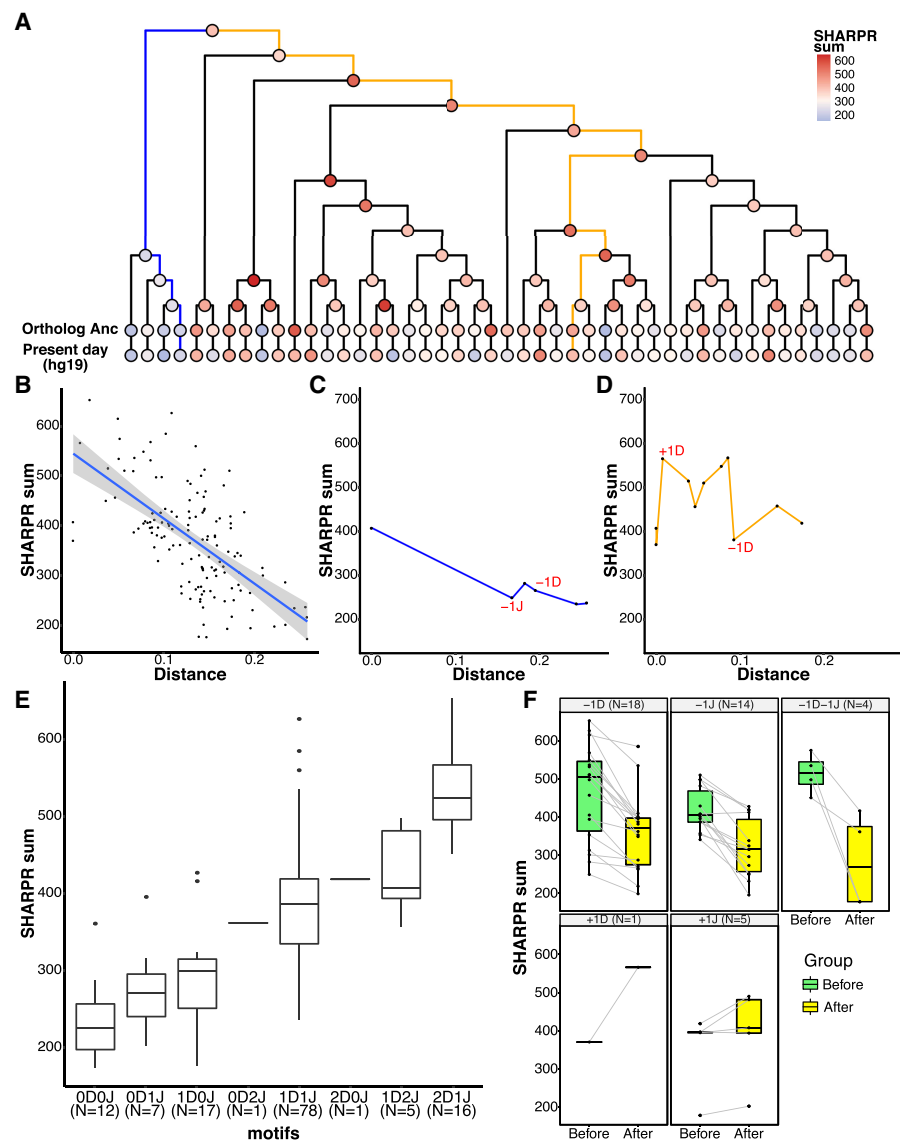 A
SHARPR
sum
600
500
400
300
200
Ortholog Anc
Present day
(hg19)
B
SHARPR sum
600
500
400
300
200
0.0
0.1
0.2
Distance
C
SHARPR sum
700
600
500
400
300
200
−1J
−1D
0.0
0.1
0.2
Distance
D
SHARPR sum
700
600
500
400
300
200
+1D
−1D
0.0
0.1
0.2
Distance
E
SHARPR sum
600
500
400
300
200
0D0J
(N=12)
0D1J
(N=7)
1D0J
(N=17)
0D2J
(N=1)
1D1J
(N=78)
2D0J
(N=1)
1D2J
(N=5)
2D1J
(N=16)
motifs
F
SHARPR sum
−1D (N=18)
−1J (N=14)
−1D-1J (N=4)
600
500
400
300
200
Before
After
+1D (N=1)
+1J (N=5)
600
500
400
300
200
Before
After
Before
After
Group
Before
After